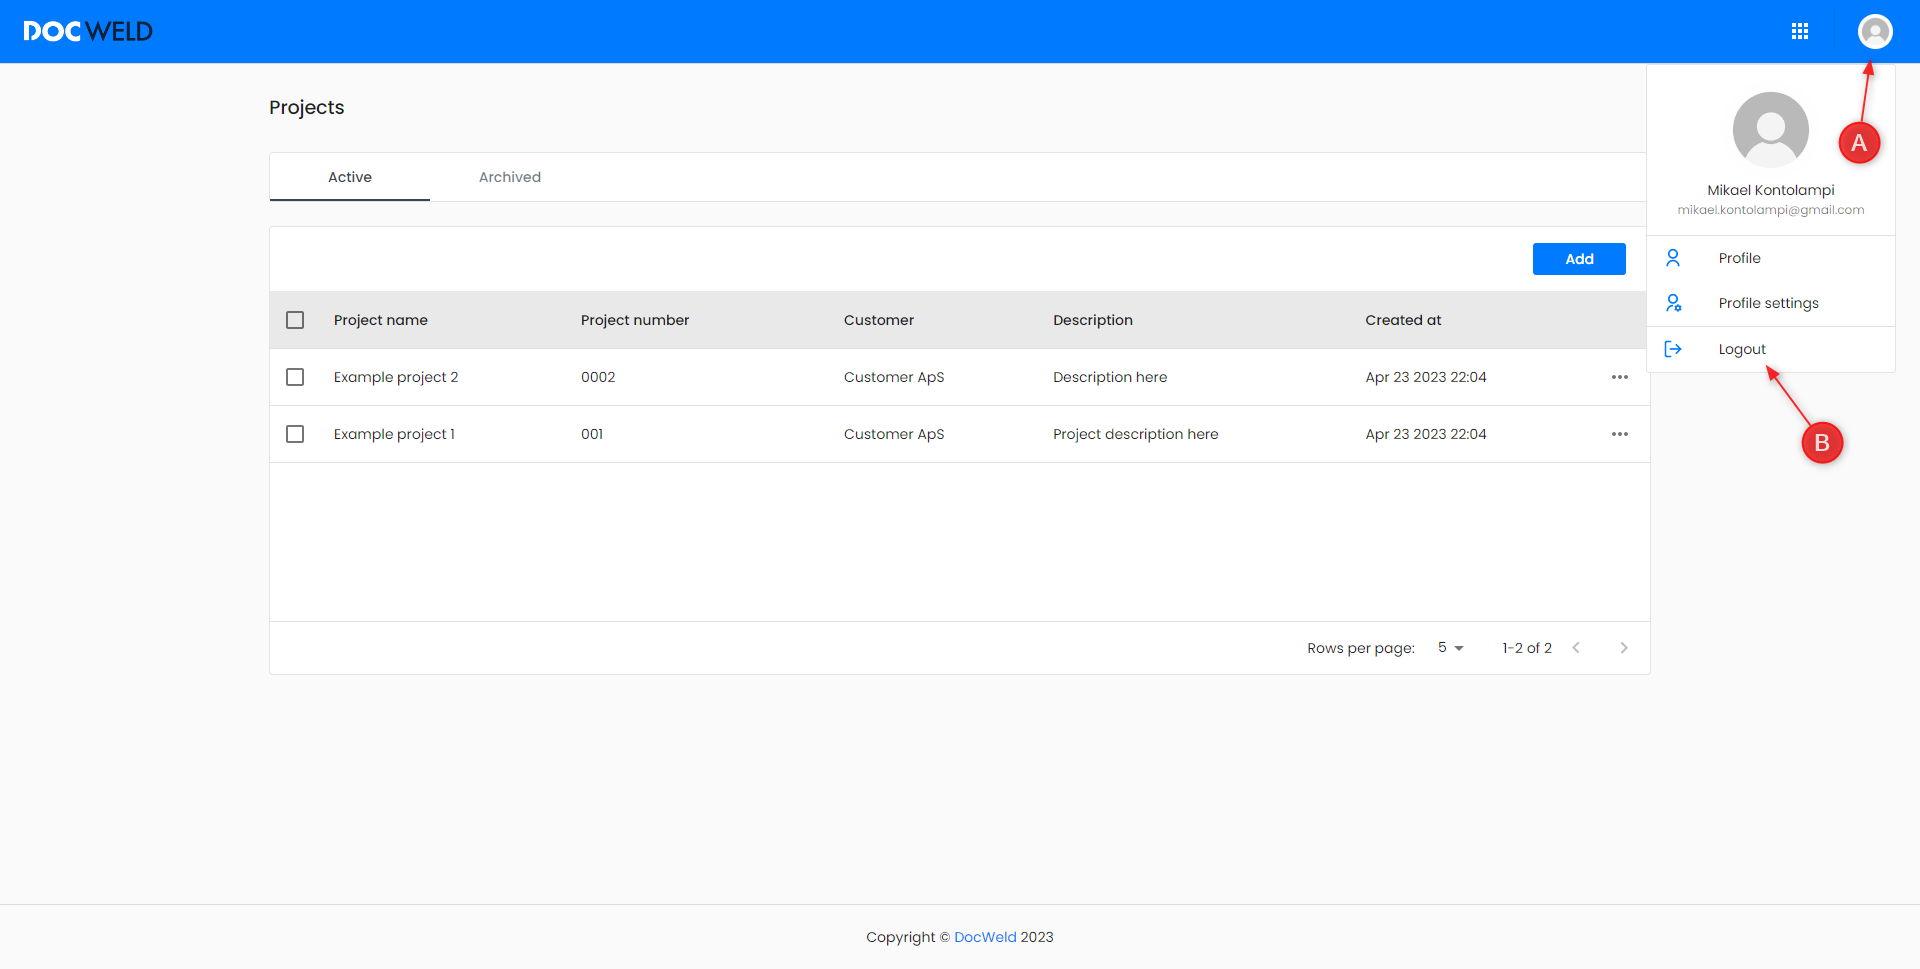 DOCWELD
Projects
Active Archived
Add
Project name Project number Customer Description Created at
Example project 2 0002 Customer ApS Description here Apr 23 2023 22:04
Example project 1 001 Customer ApS Project description here Apr 23 2023 22:04
Rows per page: 5 1-2 of 2
A
Mikael Kontolampi
mikael.kontolampi@gmail.com
Profile
Profile settings
Logout
B
Copyright © DocWeld 2023